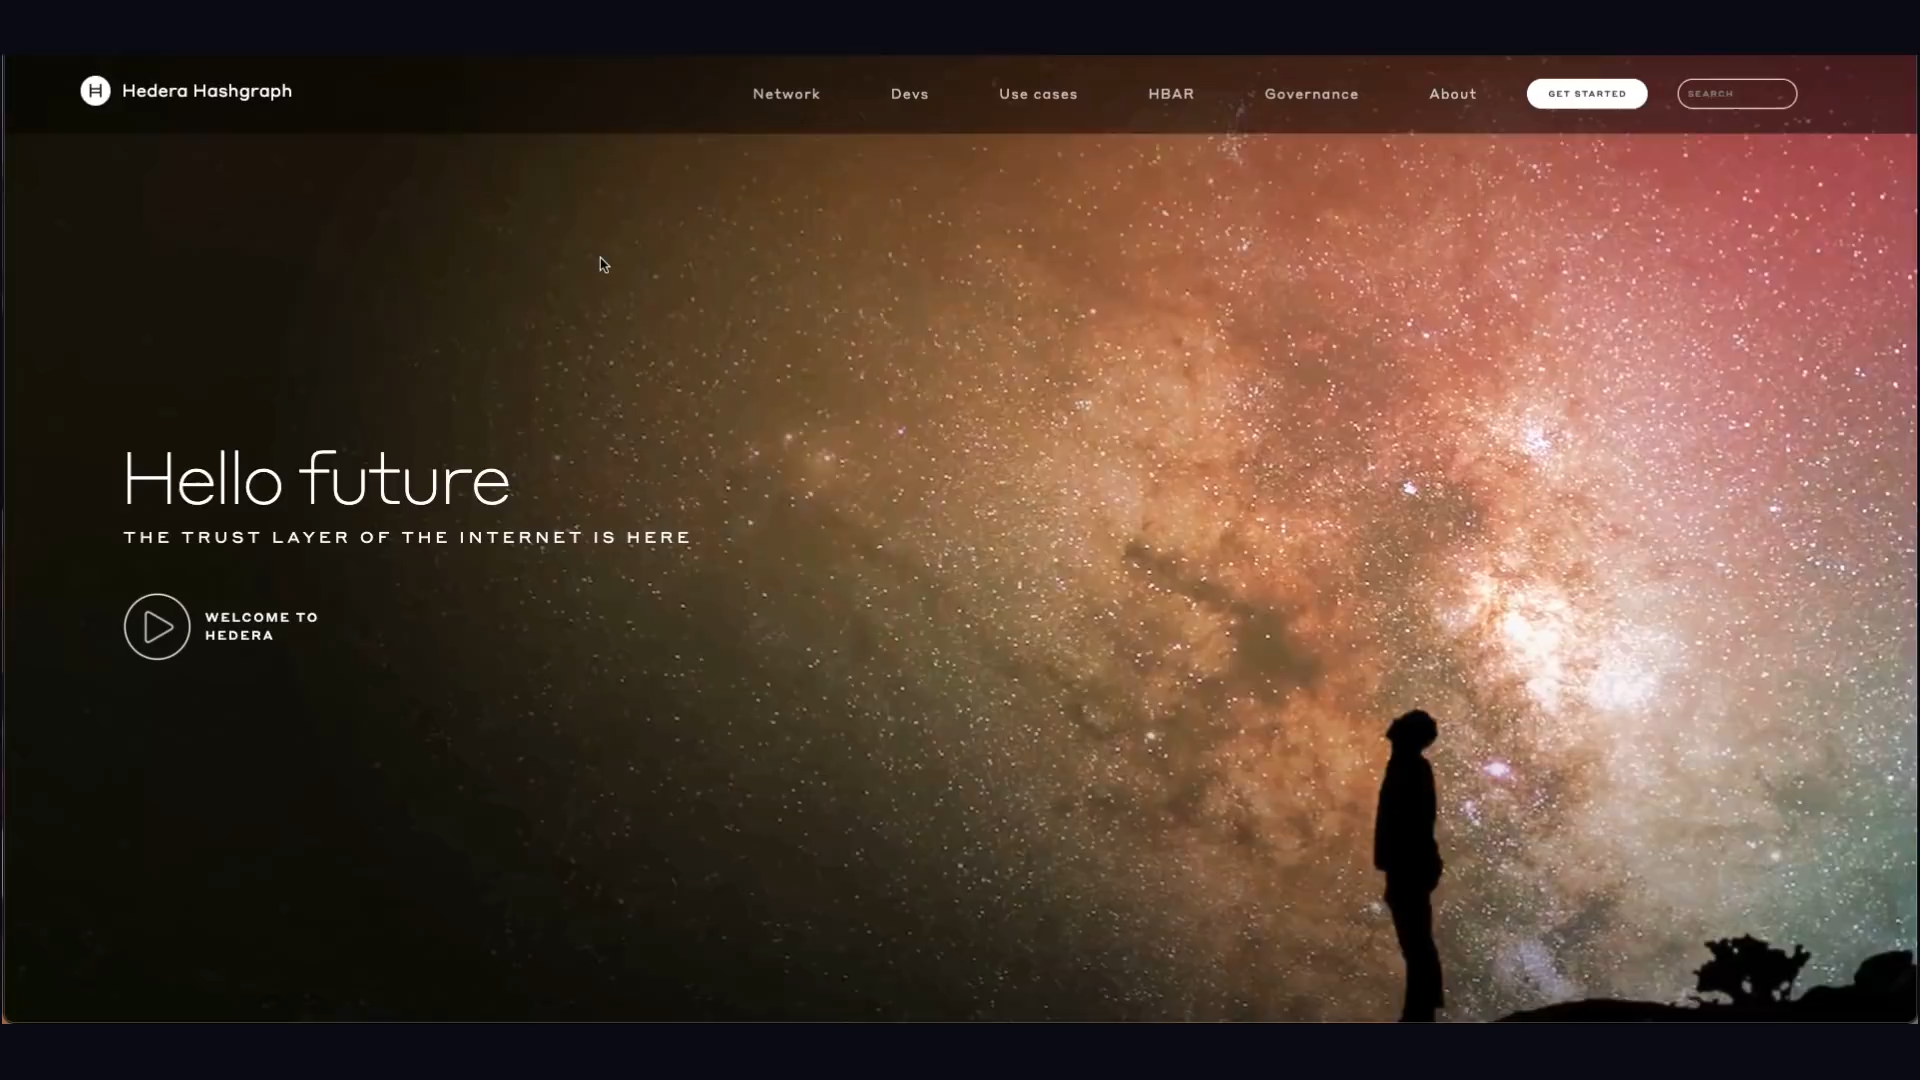 Hedera Hashgraph
Network Devs Use cases HBAR Governance About GET STARTED SEARCH
Hello future
THE TRUST LAYER OF THE INTERNET IS HERE
WELCOME TO
HEDERA